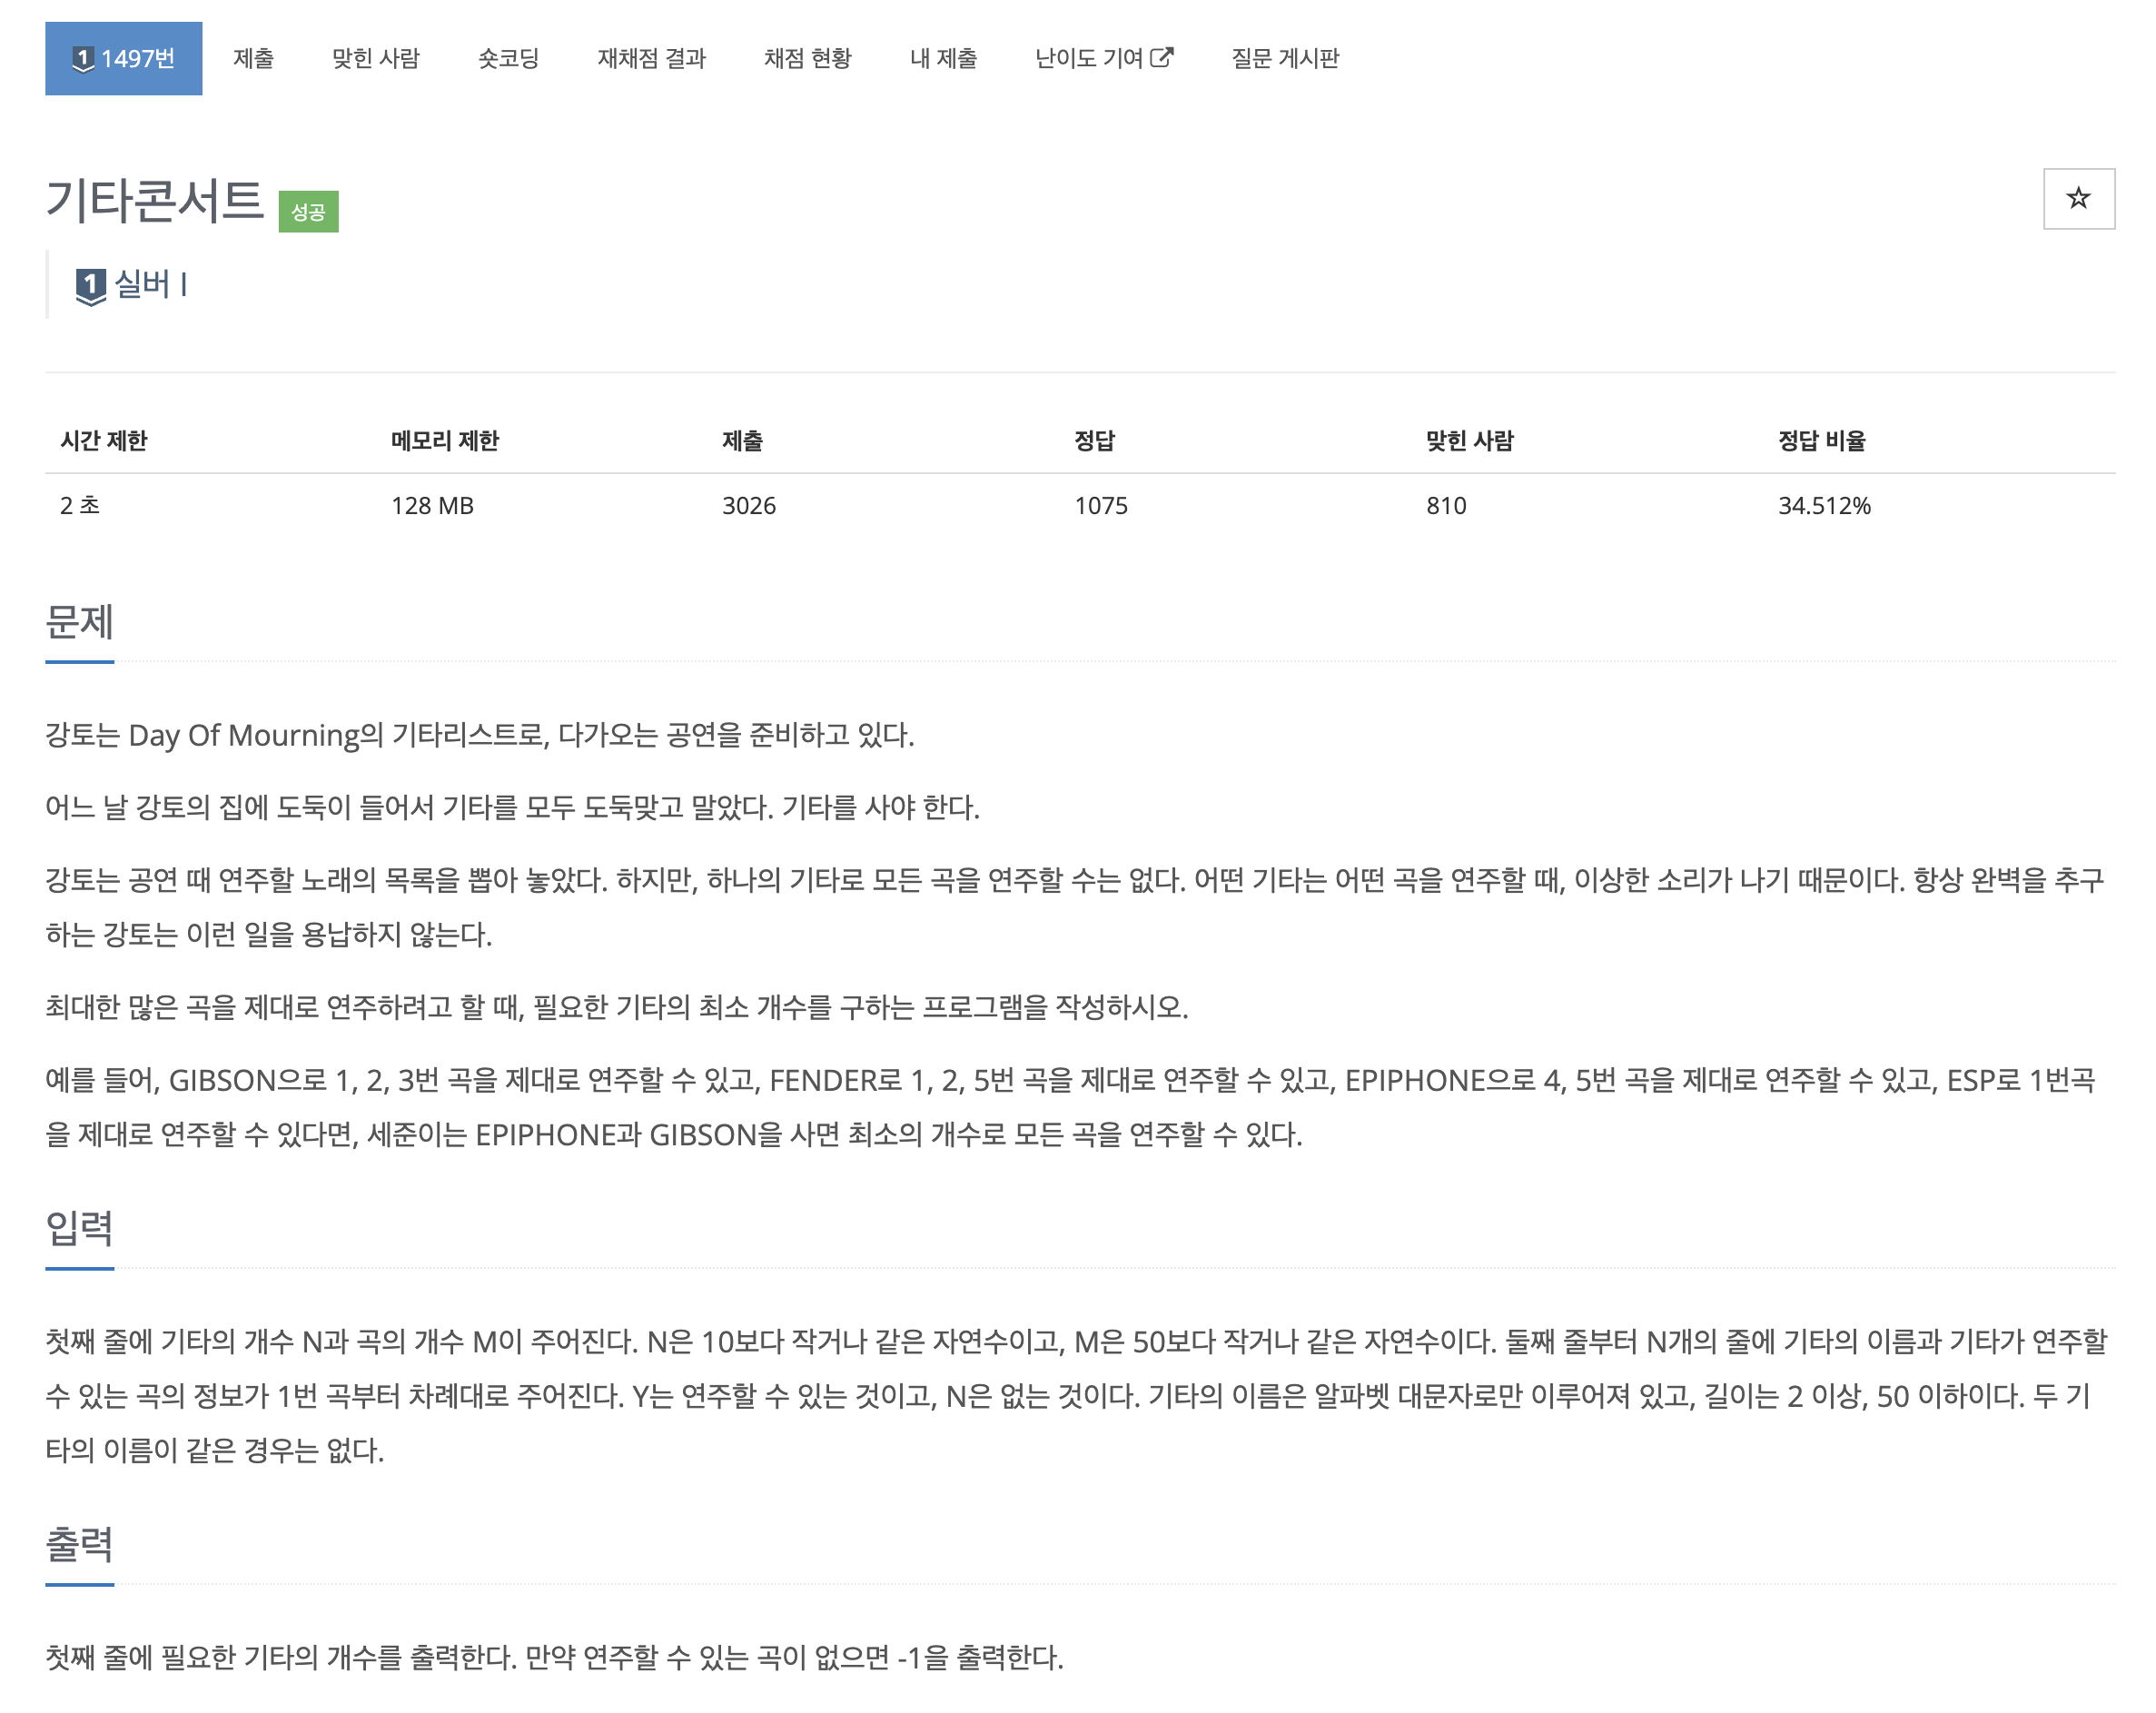 1 1497번 제출 맞힌 사람 숏코딩 재채점 결과 채점 현황 내 제출 난이도 기여 질문 게시판
기타콘서트 성공
1 실버 I
시간 제한 메모리 제한 제출 정답 맞힌 사람 정답 비율
2 초 128 MB 3026 1075 810 34.512%
문제
강토는 Day Of Mourning의 기타리스트로, 다가오는 공연을 준비하고 있다.
어느 날 강토의 집에 도둑이 들어서 기타를 모두 도둑맞고 말았다. 기타를 사야 한다.
강토는 공연 때 연주할 노래의 목록을 뽑아 놓았다. 하지만, 하나의 기타로 모든 곡을 연주할 수는 없다. 어떤 기타는 어떤 곡을 연주할 때, 이상한 소리가 나기 때문이다. 항상 완벽을 추구
하는 강토는 이런 일을 용납하지 않는다.
최대한 많은 곡을 제대로 연주하려고 할 때, 필요한 기타의 최소 개수를 구하는 프로그램을 작성하시오.
예를 들어, GIBSON으로 1, 2, 3번 곡을 제대로 연주할 수 있고, FENDER로 1, 2, 5번 곡을 제대로 연주할 수 있고, EPIPHONE으로 4, 5번 곡을 제대로 연주할 수 있고, ESP로 1번곡
을 제대로 연주할 수 있다면, 세준이는 EPIPHONE과 GIBSON을 사면 최소의 개수로 모든 곡을 연주할 수 있다.
입력
첫째 줄에 기타의 개수 N과 곡의 개수 M이 주어진다. N은 10보다 작거나 같은 자연수이고, M은 50보다 작거나 같은 자연수이다. 둘째 줄부터 N개의 줄에 기타의 이름과 기타가 연주할
수 있는 곡의 정보가 1번 곡부터 차례대로 주어진다. Y는 연주할 수 있는 것이고, N은 없는 것이다. 기타의 이름은 알파벳 대문자로만 이루어져 있고, 길이는 2 이상, 50 이하이다. 두 기
타의 이름이 같은 경우는 없다.
출력
첫째 줄에 필요한 기타의 개수를 출력한다. 만약 연주할 수 있는 곡이 없으면 -1을 출력한다.